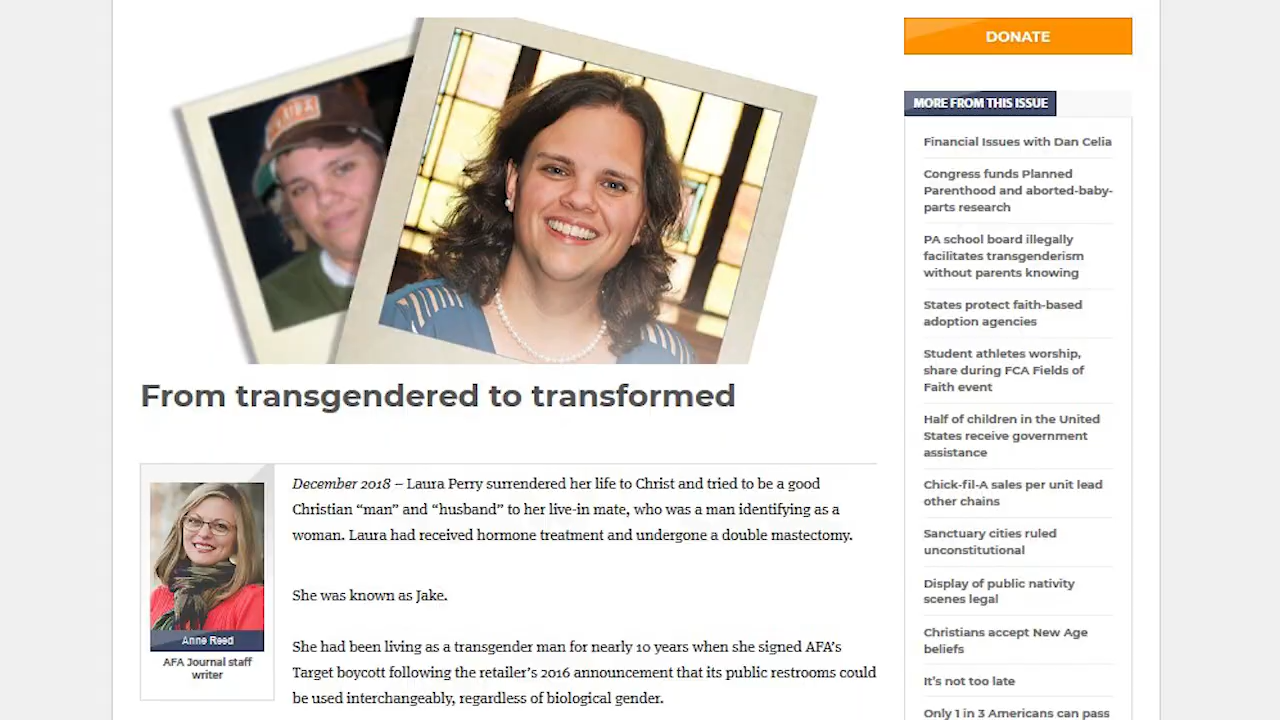 DONATE
MORE FROM THIS ISSUE
Financial Issues with Dan Celia
Congress funds Planned
Parenthood and aborted-baby-
parts research
PA school board illegally
facilitates transgenderism
without parents knowing
States protect faith-based
adoption agencies
Student athletes worship,
share during FCA Fields of
Faith event
Half of children in the United
States receive government
assistance
Chick-fil-A sales per unit lead
other chains
Sanctuary cities ruled
unconstitutional
Display of public nativity
scenes legal
Christians accept New Age
beliefs
It's not too late
Only 1 in 3 Americans can pass
From transgendered to transformed
Anne Reed
AFA Journal staff
writer
December 2018 – Laura Perry surrendered her life to Christ and tried to be a good
Christian “man” and “husband” to her live-in mate, who was a man identifying as a
woman. Laura had received hormone treatment and undergone a double mastectomy.
She was known as Jake.
She had been living as a transgender man for nearly 10 years when she signed AFA’s
Target boycott following the retailer’s 2016 announcement that its public restrooms could
be used interchangeably, regardless of biological gender.